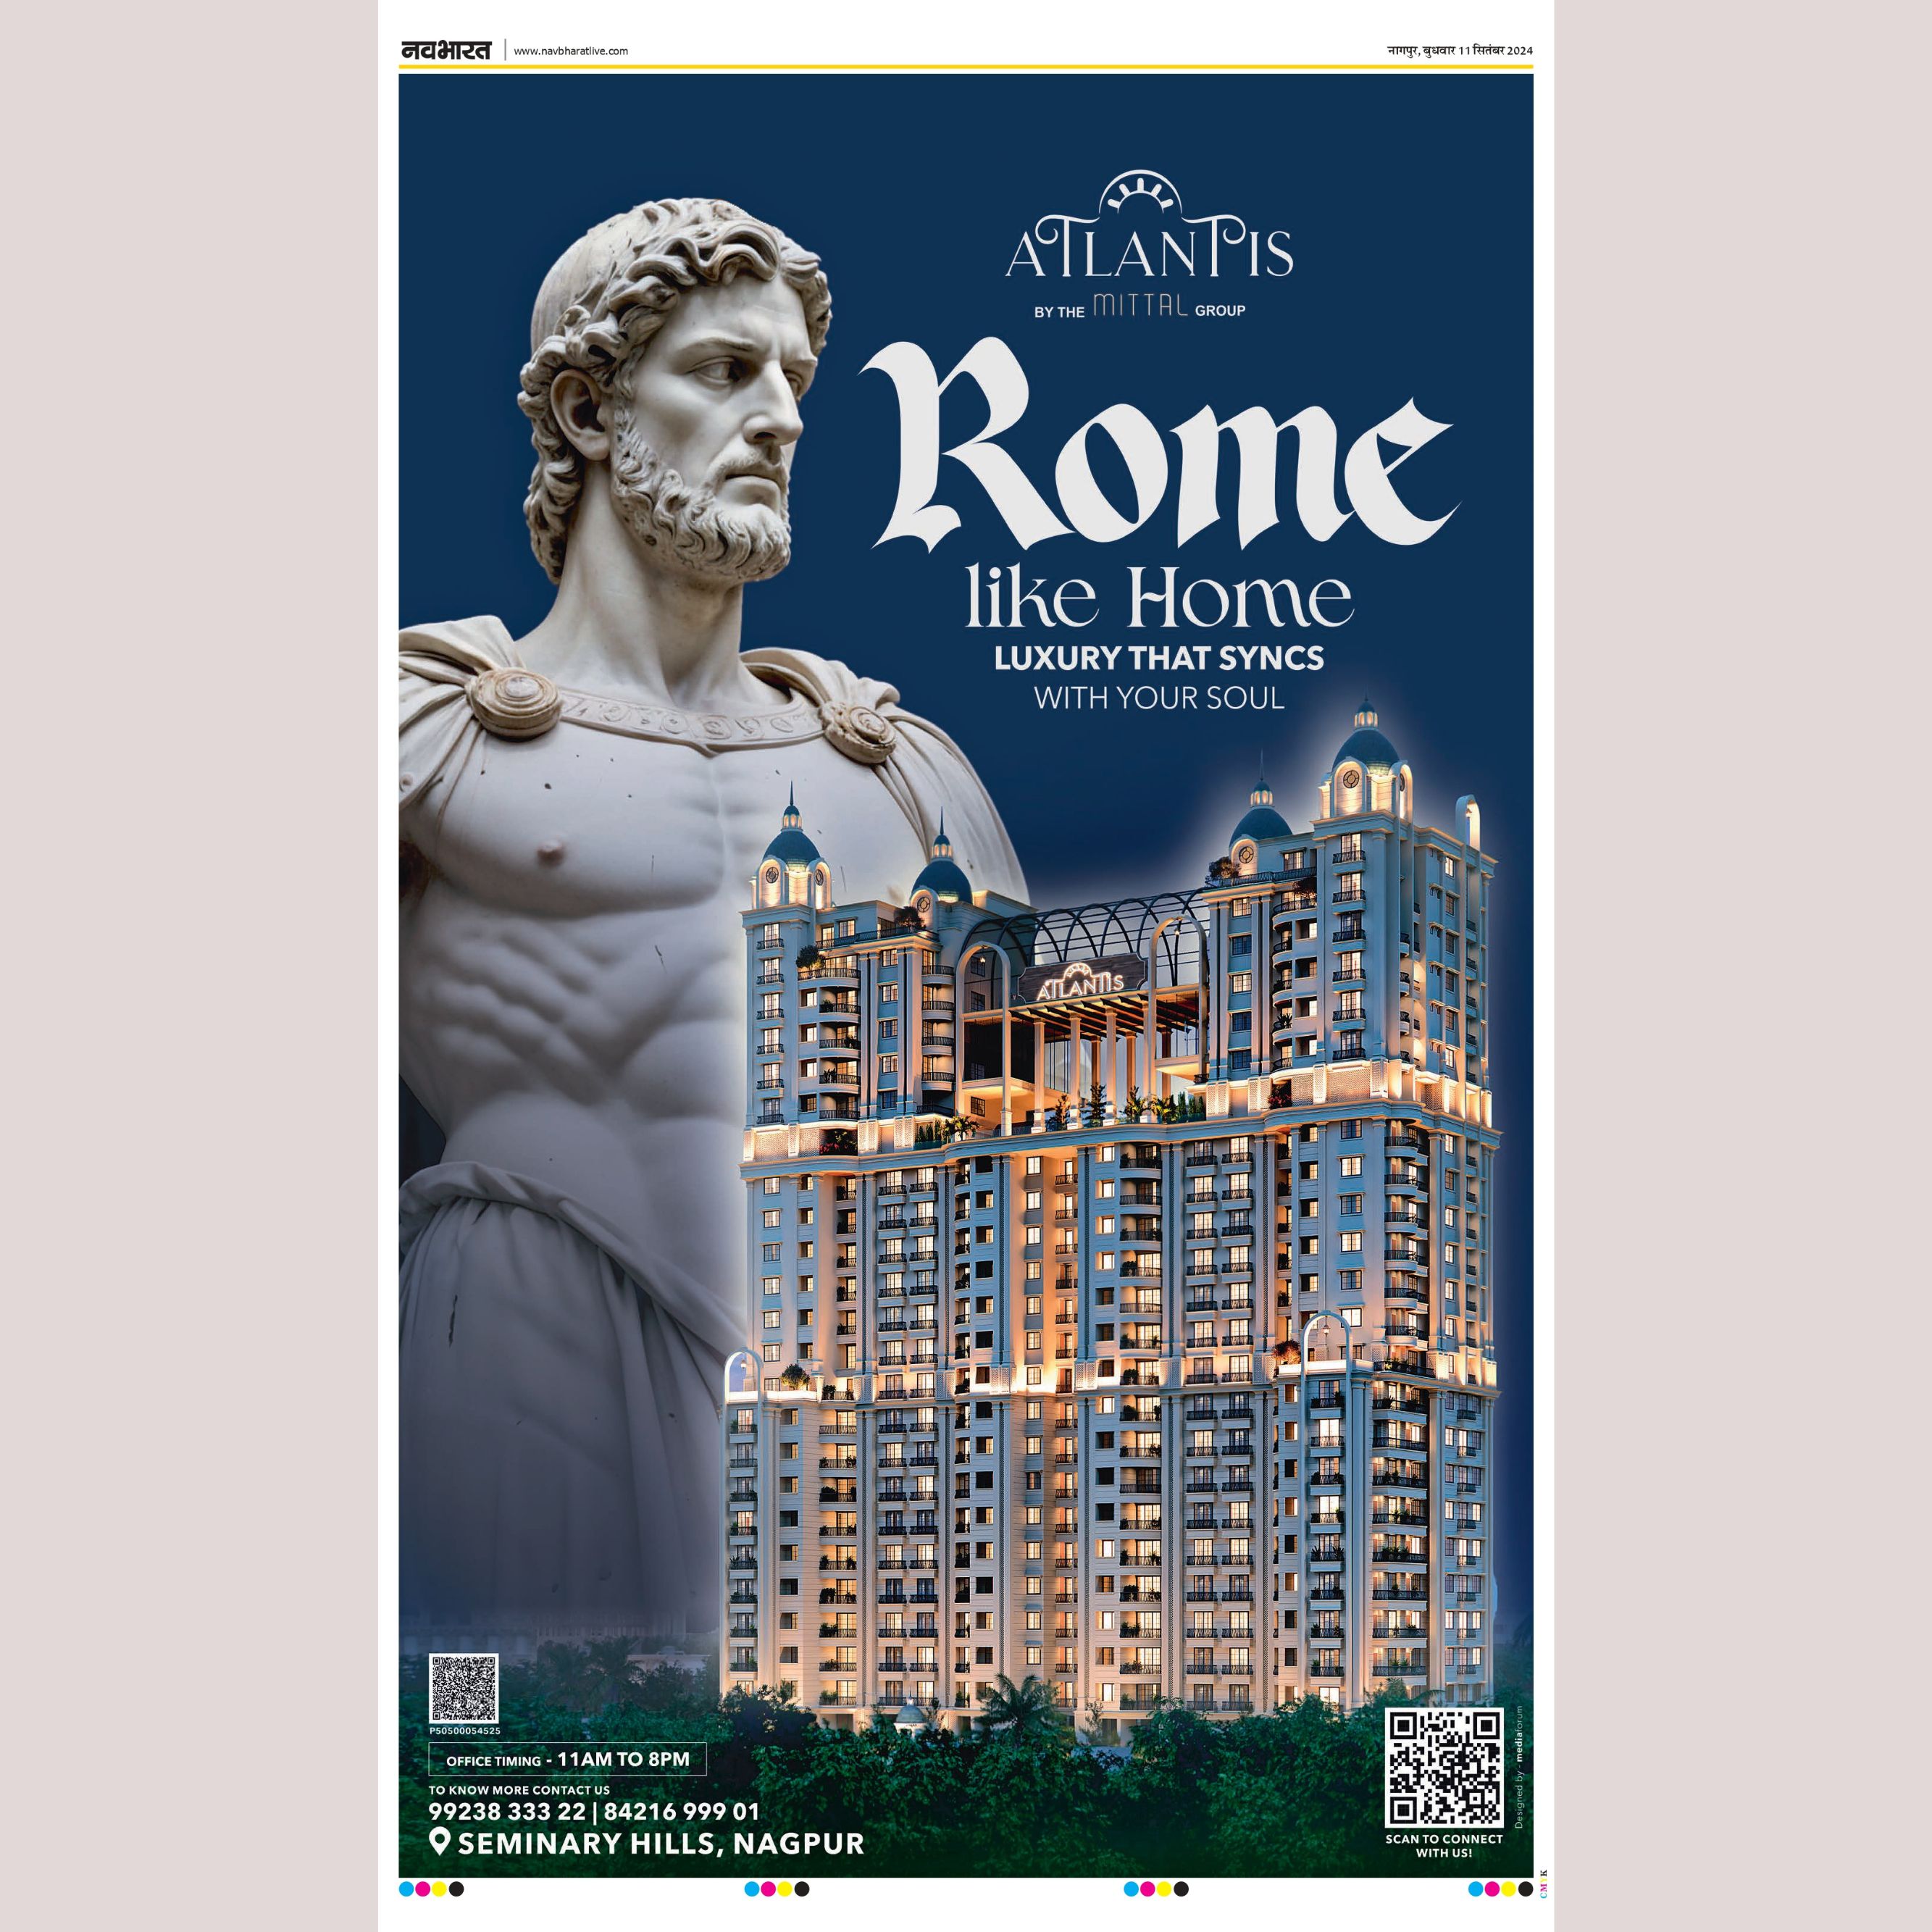 नवभारत | www.navbharatlive.com
नागपुर, बुधवार 11 सितंबर 2024
ATLANTIS
BY THE MITTAL GROUP
Rome
like Home
LUXURY THAT SYNCS
WITH YOUR SOUL
ATLANTIS
P50500054525
OFFICE TIMING - 11AM TO 8PM
TO KNOW MORE CONTACT US
99238 333 22 | 84216 999 01
SEMINARY HILLS, NAGPUR
SCAN TO CONNECT
WITH US!
Designed by - mediaforum
CMYK